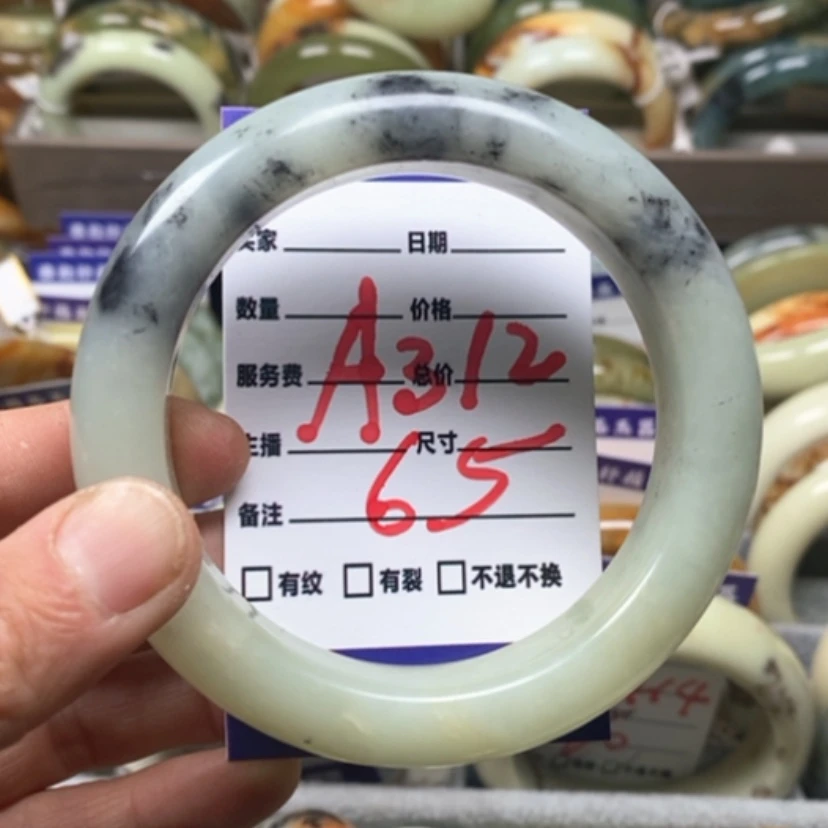 家 日期
数量 价格
A312
服务费 总价
主播 尺寸
65
备注
有纹 有裂 不退不换